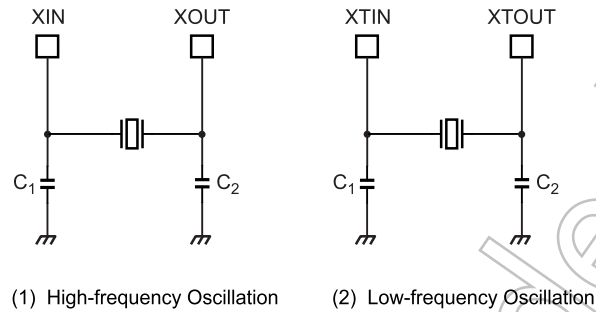 XIN XOUT XTIN XTOUT
C1 C2 C1 C2
(1) High-frequency Oscillation (2) Low-frequency Oscillation